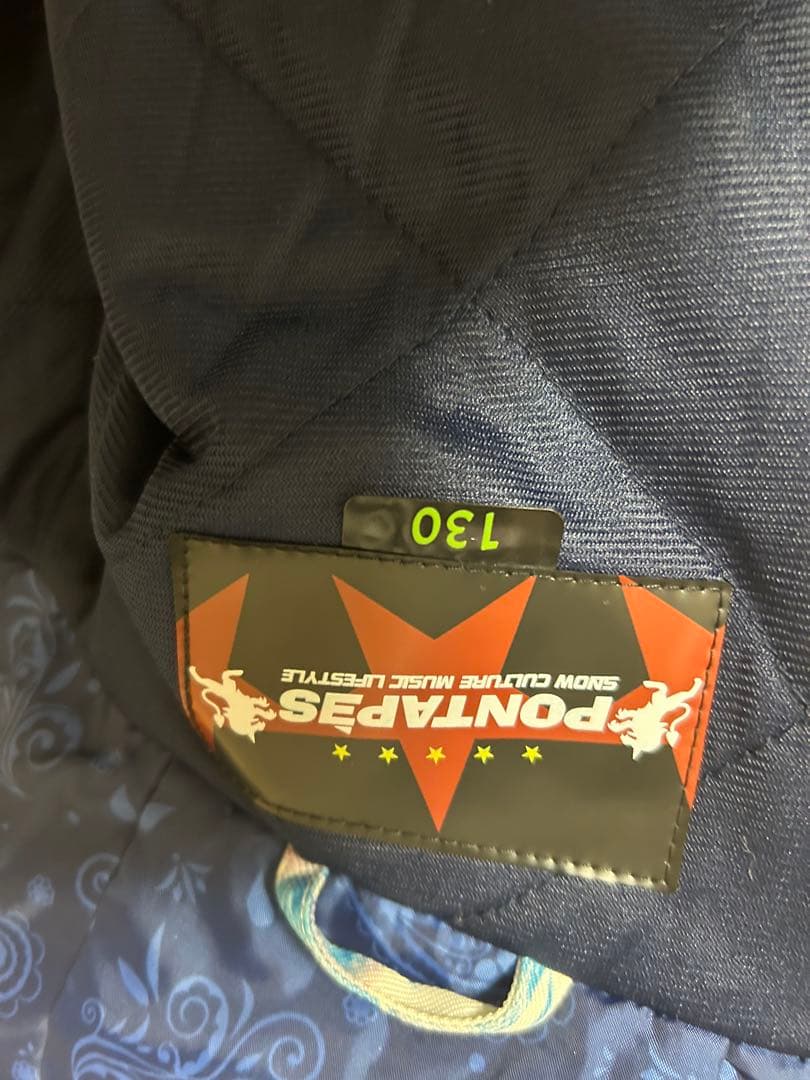 PONTAPÈS
SNOW CULTURE MUSIC LIFESTYLE
130